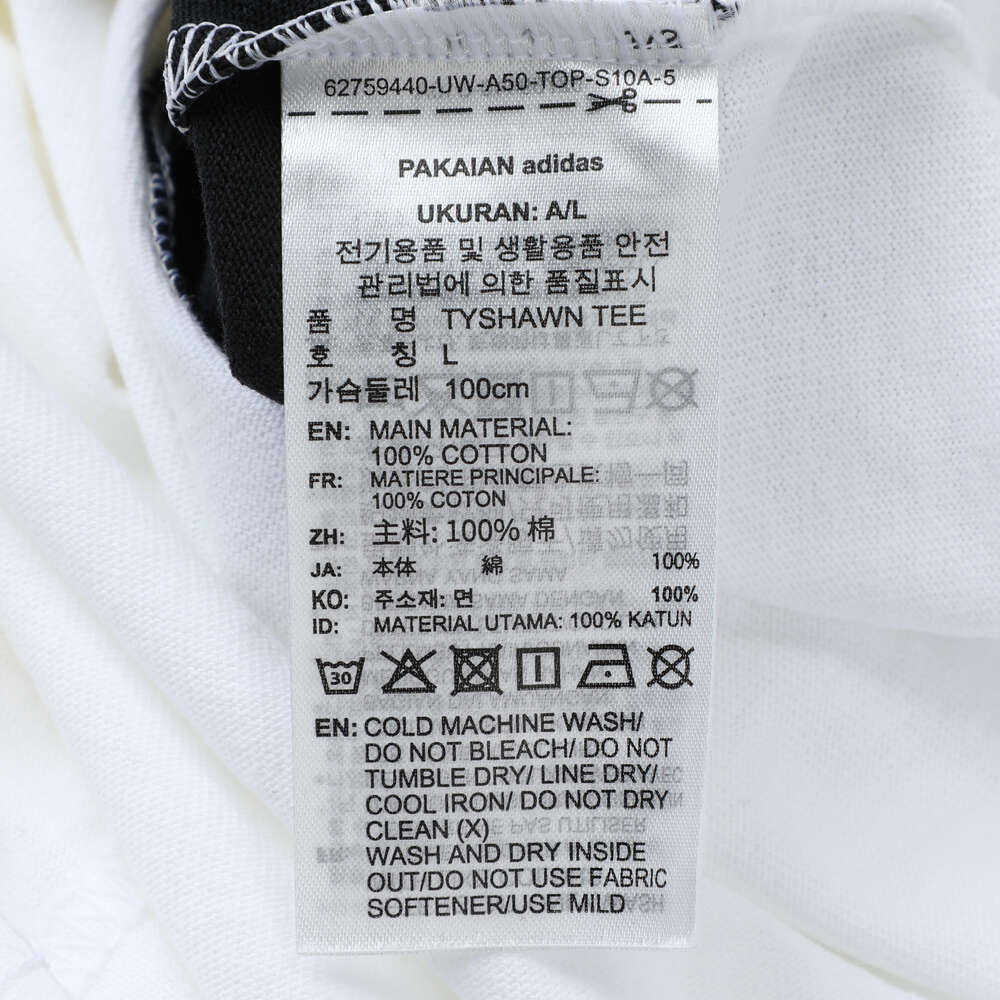 62759440-UW-A50-TOP-S10A-5
PAKAIAN adidas
UKURAN: A/L
전기용품 및 생활용품 안전
관리법에 의한 품질표시
품 명 TYSHAWN TEE
호 칭 L
가슴둘레 100cm
EN: MAIN MATERIAL:
100% COTTON
FR: MATIERE PRINCIPALE:
100% COTON
ZH: 主料: 100% 棉
JA: 本体 綿 100%
KO: 주소재: 면 100%
ID: MATERIAL UTAMA: 100% KATUN
30
EN: COLD MACHINE WASH/
DO NOT BLEACH/ DO NOT
TUMBLE DRY/ LINE DRY/
COOL IRON/ DO NOT DRY
CLEAN (X)
WASH AND DRY INSIDE
OUT/DO NOT USE FABRIC
SOFTENER/USE MILD